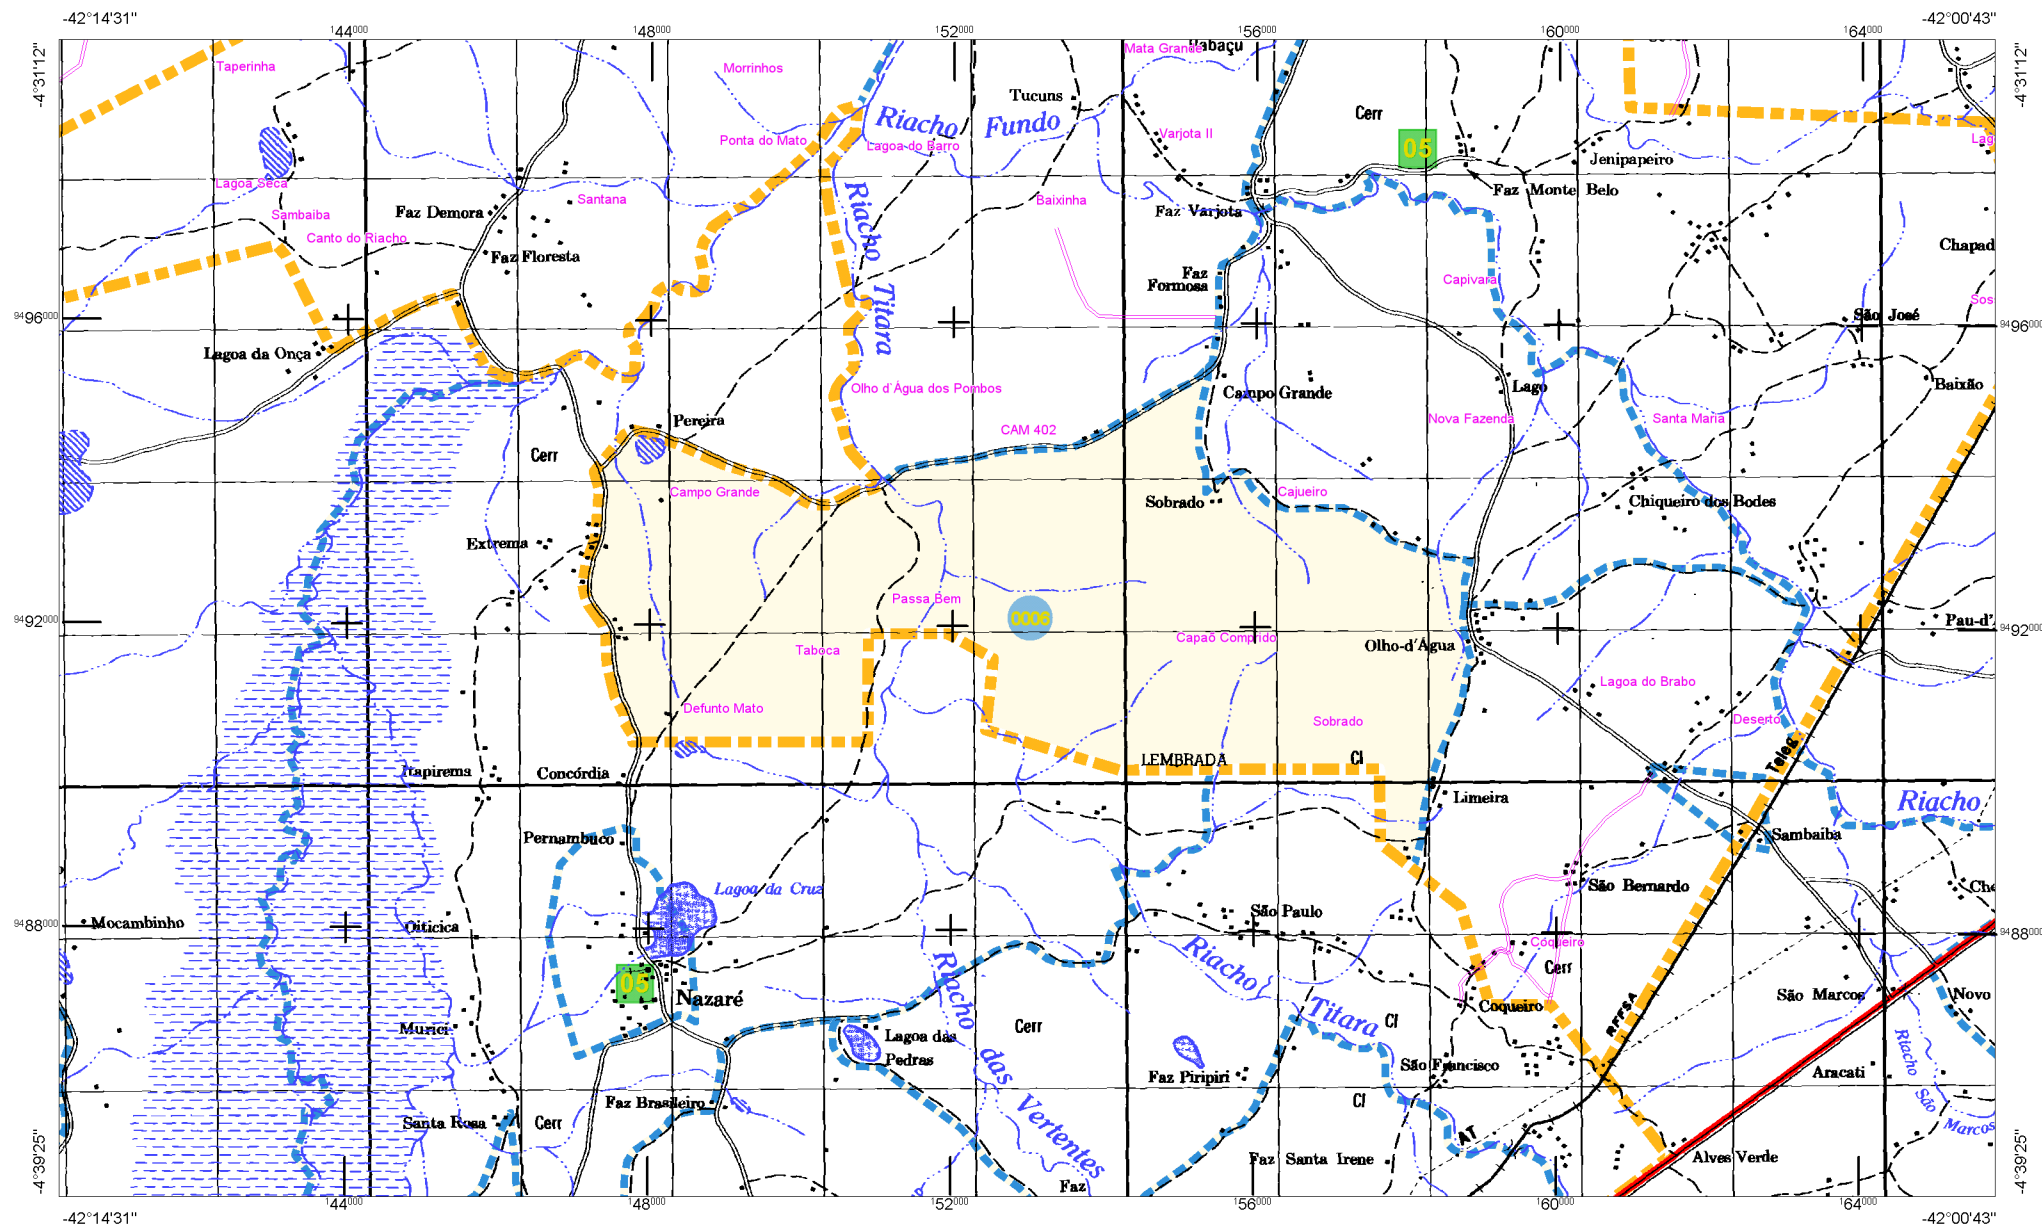 -42°14'31"
-42°00'43"
144000
148000
152000
156000
160000
164000
-4°31'12"
-4°31'12"
Taperinha
Morrinhos
Mata Grande
Tucuns
Riacho Fundo
Cerr
Ponta do Mato
Lagoa do Barro
Varjota II
05
Jenipapeiro
Lagoa Seca
Santana
Faz Monte Belo
Sambaiba
Faz Demora
Baixinha
Faz Varjota
Canto do Riacho
Riacho Titara
Faz Floresta
Chapad
Faz
Formosa
Capivara
9496000
São José
9496000
Lagoa da Onça
Olho d'Água dos Pombos
Campo Grande
Lago
Baixão
Pereira
CAM 402
Nova Fazenda
Santa Maria
Cerr
Campo Grande
Sobrado
Cajueiro
Chiqueiro dos Bodes
Extrema
Passa Bem
0006
9492000
Pau-d'
9492000
Taboca
Capaõ Comprido
Olho-d'Água
Lagoa do Brabo
Defunto Mato
Sobrado
Deserto
Teleg
LEMBRADA
Cl
Itapirema
Concórdia
Limeira
Riacho
Pernambuco
Sambaiba
Lagoa da Cruz
São Bernardo
Che
9488000
Mocambinho
Oiticica
São Paulo
9488000
Riacho
Coqueiro
Cerr
05
Nazaré
Riacho das Vertentes
São Marcos
Novo
Murici
Lagoa das
Pedras
Cerr
Titara
Cl
Coqueiro
RFFSA
Faz Piripiri
São Francisco
Aracati
Riacho São Marcos
Faz Brasileiro
Cl
Santa Rosa
Cerr
AT
Faz Santa Irene
Alves Verde
Faz
-4°39'25"
-4°39'25"
144000
148000
152000
156000
160000
164000
-42°14'31"
-42°00'43"